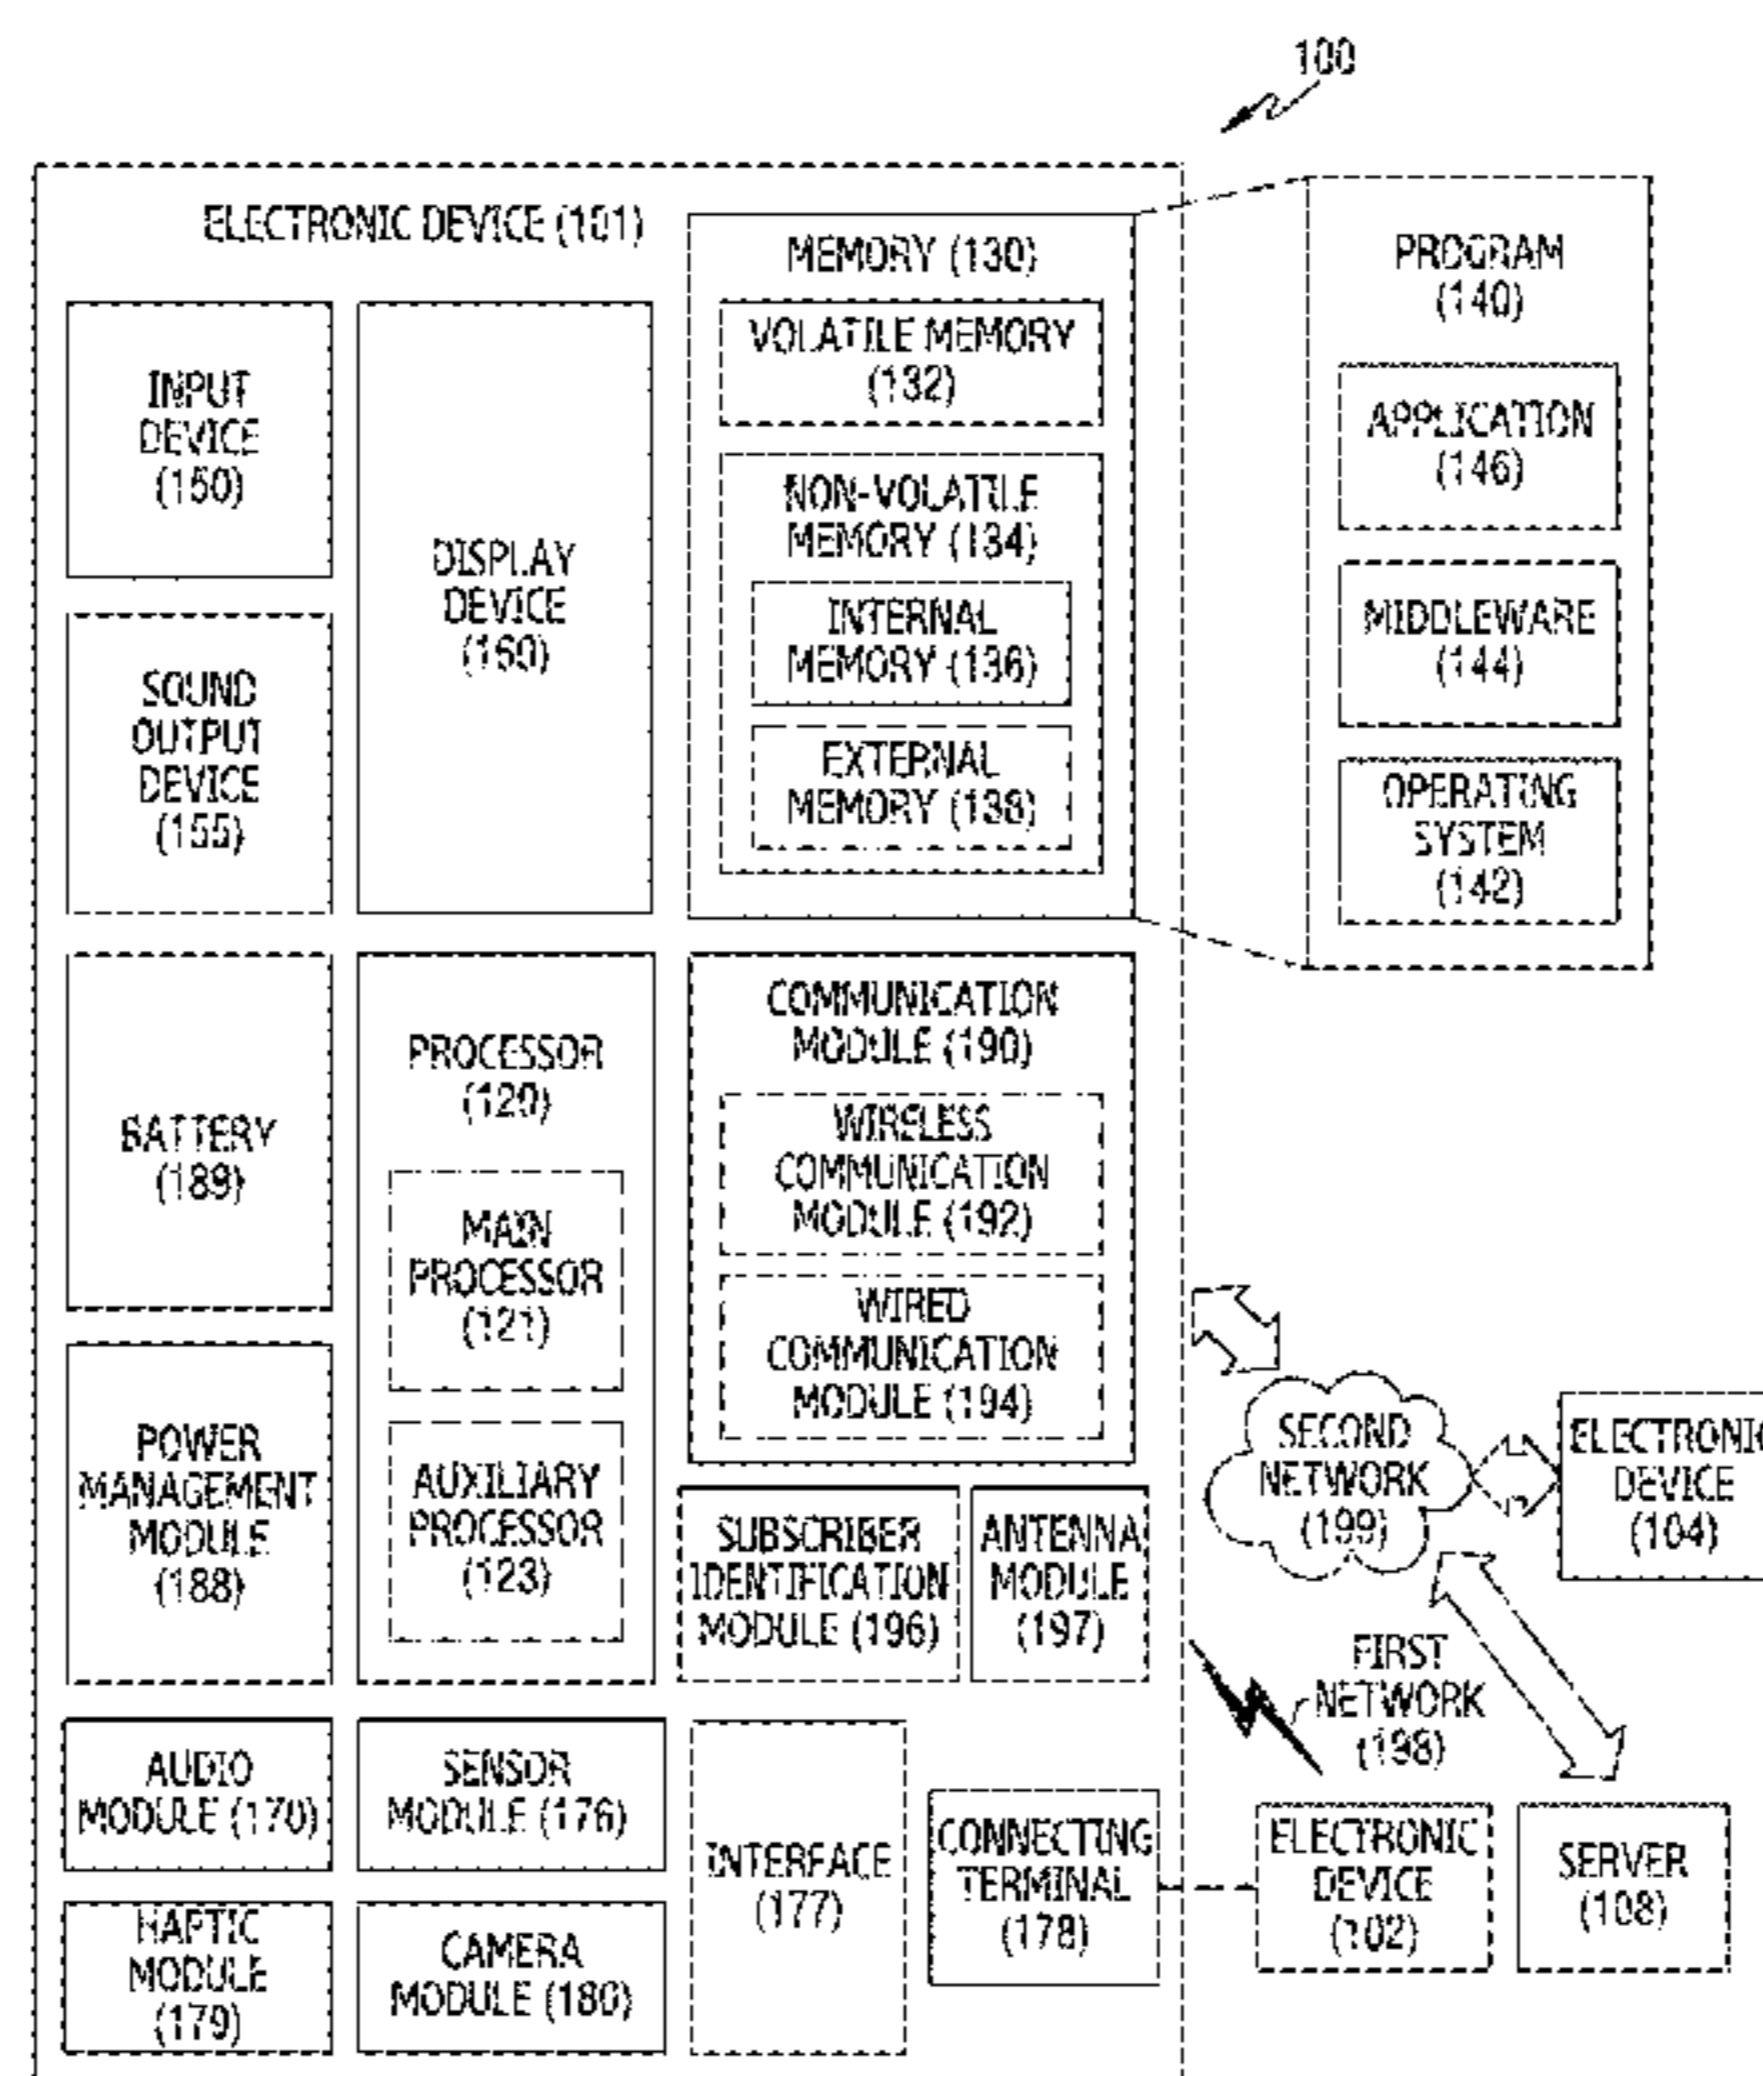 100
ELECTRONIC DEVICE (101)
INPUT
DEVICE
(150)
DISPLAY
DEVICE
(160)
SOUND
OUTPUT
DEVICE
(155)
MEMORY (130)
VOLATILE MEMORY
(132)
NON-VOLATILE
MEMORY (134)
INTERNAL
MEMORY (136)
EXTERNAL
MEMORY (138)
PROGRAM
(140)
APPLICATION
(146)
MIDDLEWARE
(144)
OPERATING
SYSTEM
(142)
BATTERY
(189)
POWER
MANAGEMENT
MODULE
(188)
PROCESSOR
(120)
MAIN
PROCESSOR
(121)
AUXILIARY
PROCESSOR
(123)
COMMUNICATION
MODULE (190)
WIRELESS
COMMUNICATION
MODULE (192)
WIRED
COMMUNICATION
MODULE (194)
SUBSCRIBER
IDENTIFICATION
MODULE (196)
ANTENNA
MODULE
(197)
SECOND
NETWORK
(199)
ELECTRONIC
DEVICE
(104)
FIRST
NETWORK
(198)
AUDIO
MODULE (170)
SENSOR
MODULE (176)
HAPTIC
MODULE
(179)
CAMERA
MODULE (180)
INTERFACE
(177)
CONNECTING
TERMINAL
(178)
ELECTRONIC
DEVICE
(102)
SERVER
(108)